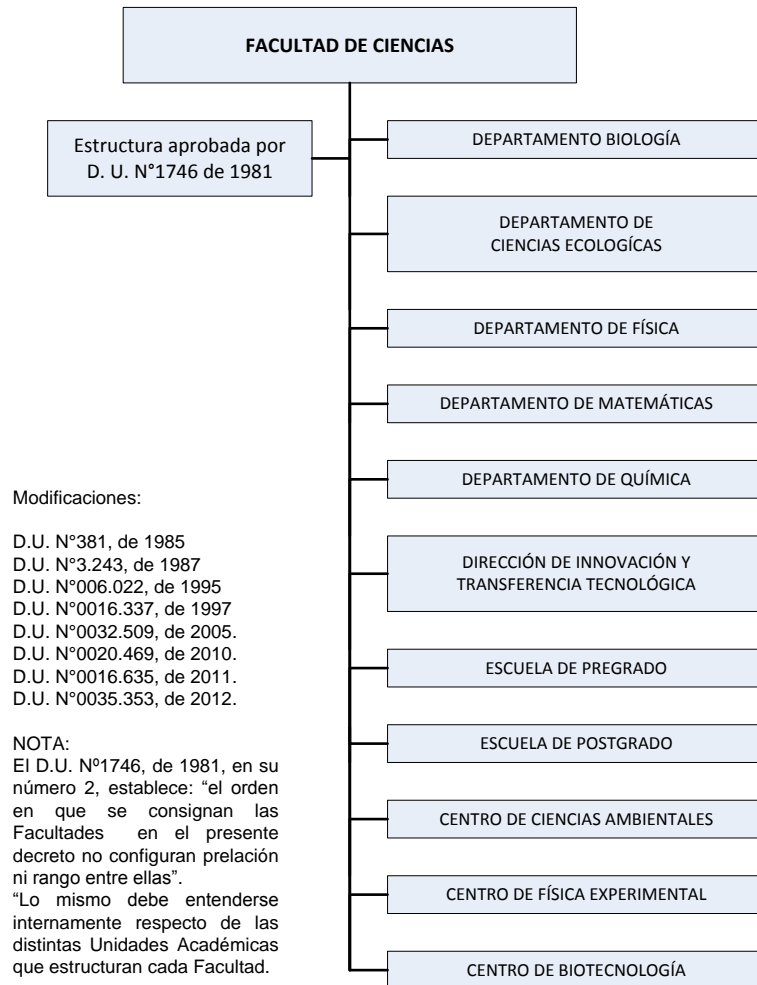 FACULTAD DE CIENCIAS
Estructura aprobada por
D. U. N°1746 de 1981
DEPARTAMENTO BIOLOGÍA
DEPARTAMENTO DE
CIENCIAS ECOLOGÍCAS
DEPARTAMENTO DE FÍSICA
DEPARTAMENTO DE MATEMÁTICAS
DEPARTAMENTO DE QUÍMICA
DIRECCIÓN DE INNOVACIÓN Y
TRANSFERENCIA TECNOLÓGICA
ESCUELA DE PREGRADO
ESCUELA DE POSTGRADO
CENTRO DE CIENCIAS AMBIENTALES
CENTRO DE FÍSICA EXPERIMENTAL
CENTRO DE BIOTECNOLOGÍA
Modificaciones:
D.U. N°381, de 1985
D.U. N°3.243, de 1987
D.U. N°006.022, de 1995
D.U. N°0016.337, de 1997
D.U. N°0032.509, de 2005.
D.U. N°0020.469, de 2010.
D.U. N°0016.635, de 2011.
D.U. N°0035.353, de 2012.
NOTA:
El D.U. Nº1746, de 1981, en su
número 2, establece: “el orden
en que se consignan las
Facultades en el presente
decreto no configuran prelación
ni rango entre ellas”.
“Lo mismo debe entenderse
internamente respecto de las
distintas Unidades Académicas
que estructuran cada Facultad.